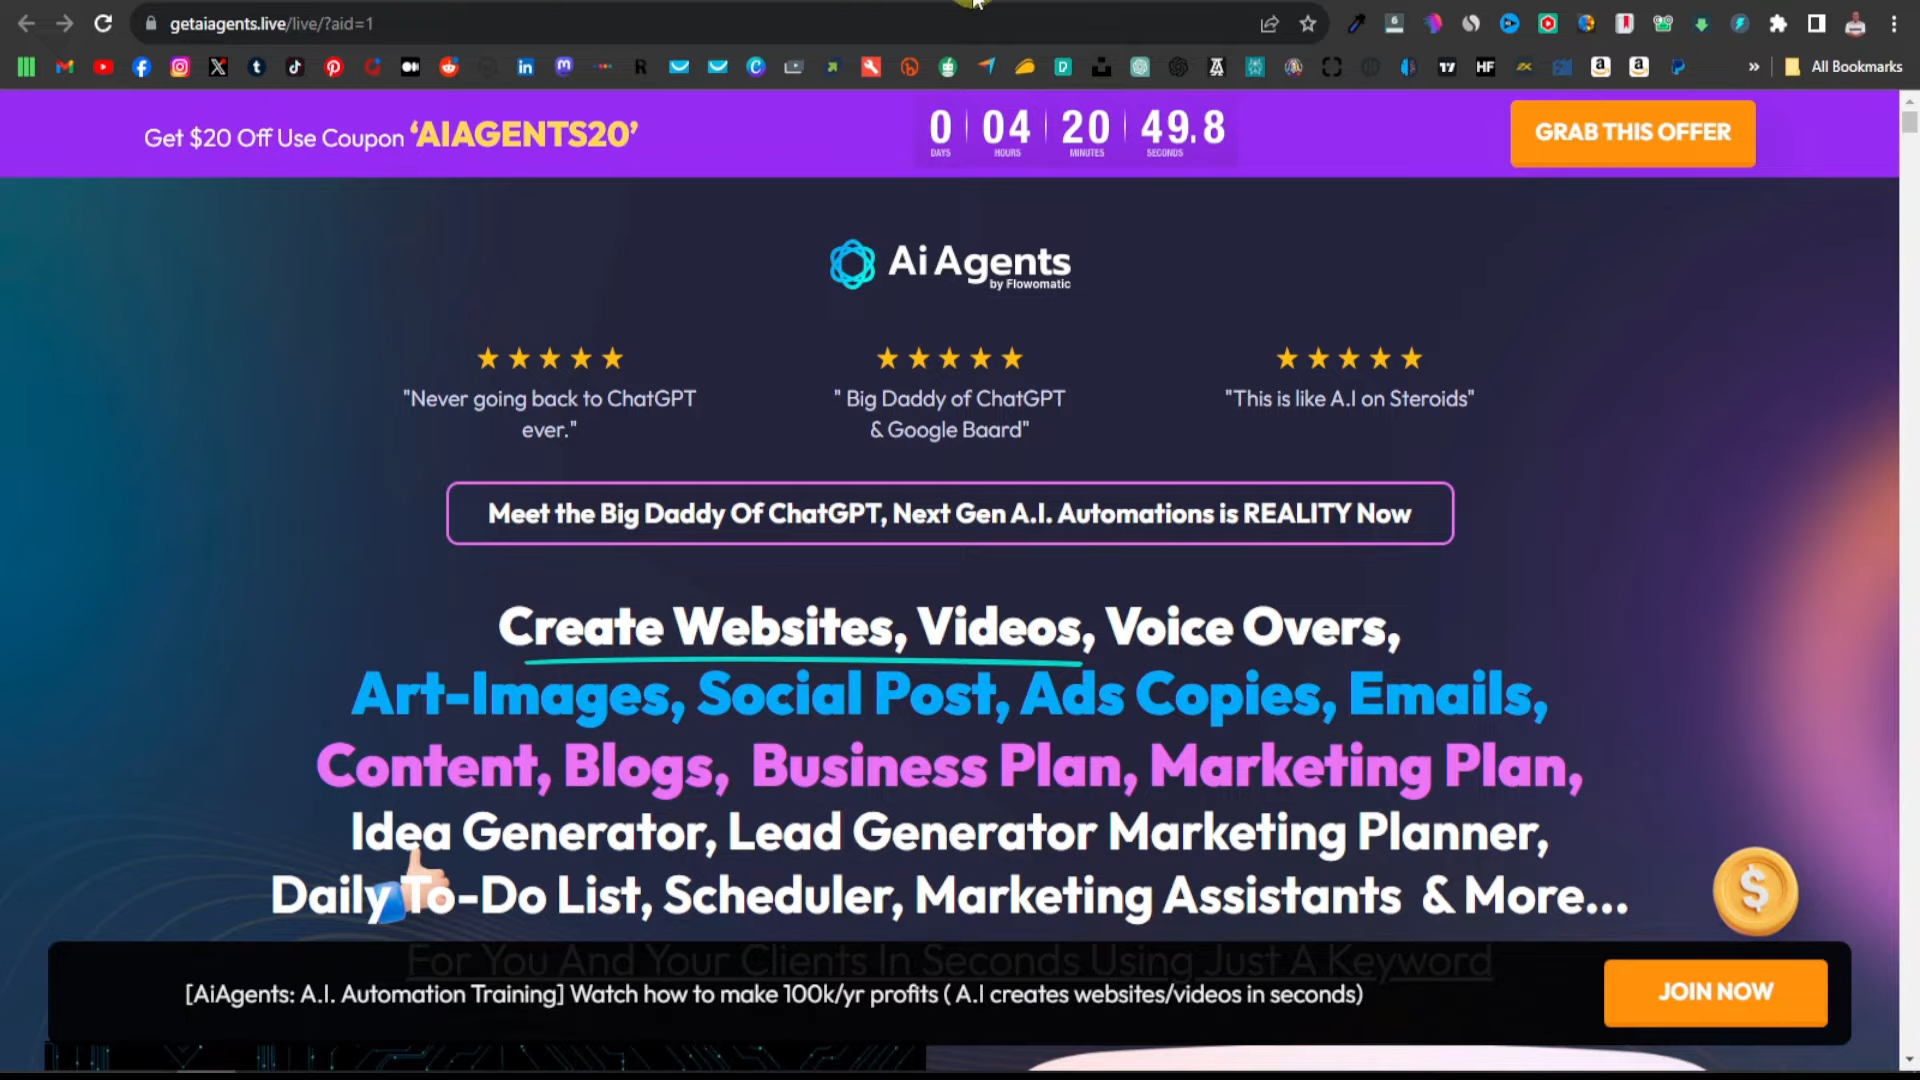 getaiagents.live/live/?aid=1
All Bookmarks
Get $20 Off Use Coupon ‘AIAGENTS20’
0 04 20 49.8
DAYS HOURS MINUTES SECONDS
GRAB THIS OFFER
Ai Agents
by Flowomatic
"Never going back to ChatGPT
ever."
" Big Daddy of ChatGPT
& Google Baard"
"This is like A.I on Steroids"
Meet the Big Daddy Of ChatGPT, Next Gen A.I. Automations is REALITY Now
Create Websites, Videos, Voice Overs,
Art-Images, Social Post, Ads Copies, Emails,
Content, Blogs, Business Plan, Marketing Plan,
Idea Generator, Lead Generator Marketing Planner,
Daily To-Do List, Scheduler, Marketing Assistants & More...
For You And Your Clients In Seconds Using Just A Keyword
[AiAgents: A.I. Automation Training] Watch how to make 100k/yr profits ( A.I creates websites/videos in seconds)
JOIN NOW